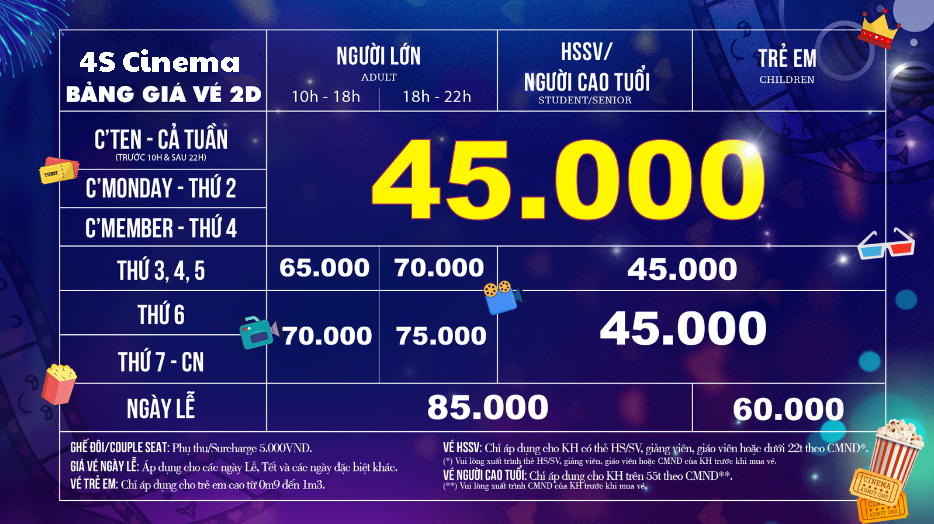 4S Cinema
BẢNG GIÁ VÉ 2D
NGƯỜI LỚN
ADULT
10h - 18h
18h - 22h
HSSV/
NGƯỜI CAO TUỔI
STUDENT/SENIOR
TRẺ EM
CHILDREN
C'TEN - CẢ TUẦN
(TRƯỚC 10H & SAU 22H)
C'MONDAY - THỨ 2
C'MEMBER - THỨ 4
45.000
THỨ 3, 4, 5
65.000
70.000
45.000
THỨ 6
THỨ 7 - CN
70.000
75.000
45.000
NGÀY LỄ
85.000
60.000
GHẾ ĐÔI/COUPLE SEAT: Phụ thu/Surcharge 5.000VND.
GIÁ VÉ NGÀY LỄ: Áp dụng cho các ngày Lễ, Tết và các ngày đặc biệt khác.
VÉ TRẺ EM: Chỉ áp dụng cho trẻ em cao từ 0m9 đến 1m3.
VÉ HSSV: Chỉ áp dụng cho KH có thẻ HS/SV, giảng viên, giáo viên hoặc dưới 22t theo CMND*.
(*) Vui lòng xuất trình thẻ HS/SV, giảng viên, giáo viên hoặc CMND của KH trước khi mua vé.
VÉ NGƯỜI CAO TUỔI: Chỉ áp dụng cho KH trên 55t theo CMND**.
(**) Vui lòng xuất trình CMND của KH trước khi mua vé.
TICKET
CINEMA
ADMIT ONE
CINEMA
ADMIT ONE